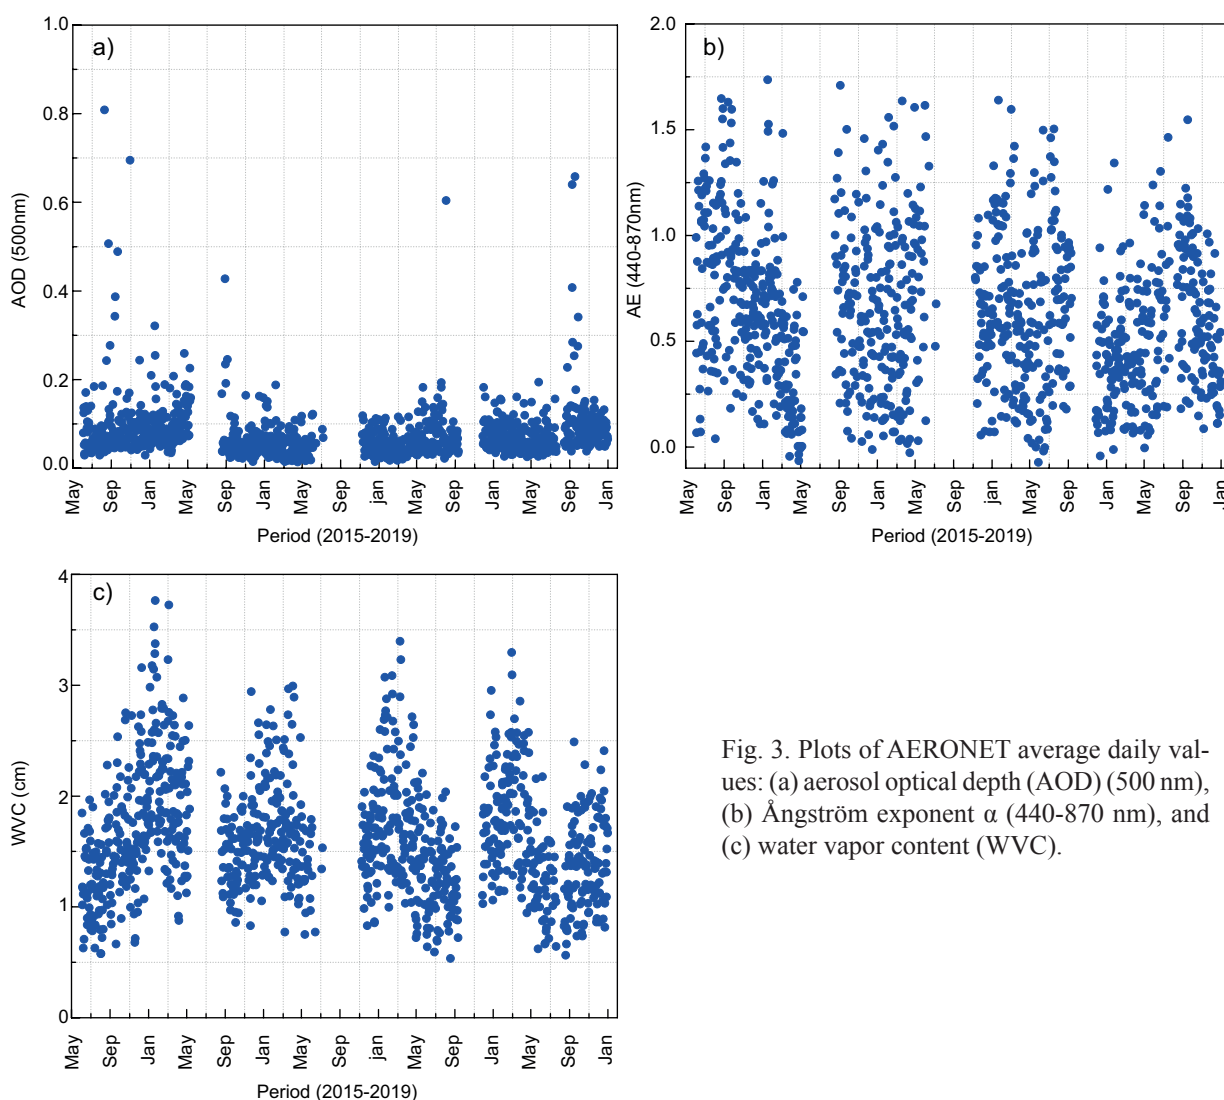 a)
1.0
0.8
0.6
0.4
0.2
0.0
AOD (500nm)
May
Sep
Jan
May
Sep
Jan
May
Sep
jan
May
Sep
Jan
May
Sep
Jan
Period (2015-2019)
b)
2.0
1.5
1.0
0.5
0.0
AE (440-870nm)
May
Sep
Jan
May
Sep
Jan
May
Sep
jan
May
Sep
Jan
May
Sep
Jan
Period (2015-2019)
c)
4
3
2
1
0
WVC (cm)
May
Sep
Jan
May
Sep
Jan
May
Sep
jan
May
Sep
Jan
May
Sep
Jan
Period (2015-2019)
Fig. 3. Plots of AERONET average daily val-
ues: (a) aerosol optical depth (AOD) (500 nm),
(b) Ångström exponent α (440-870 nm), and
(c) water vapor content (WVC).